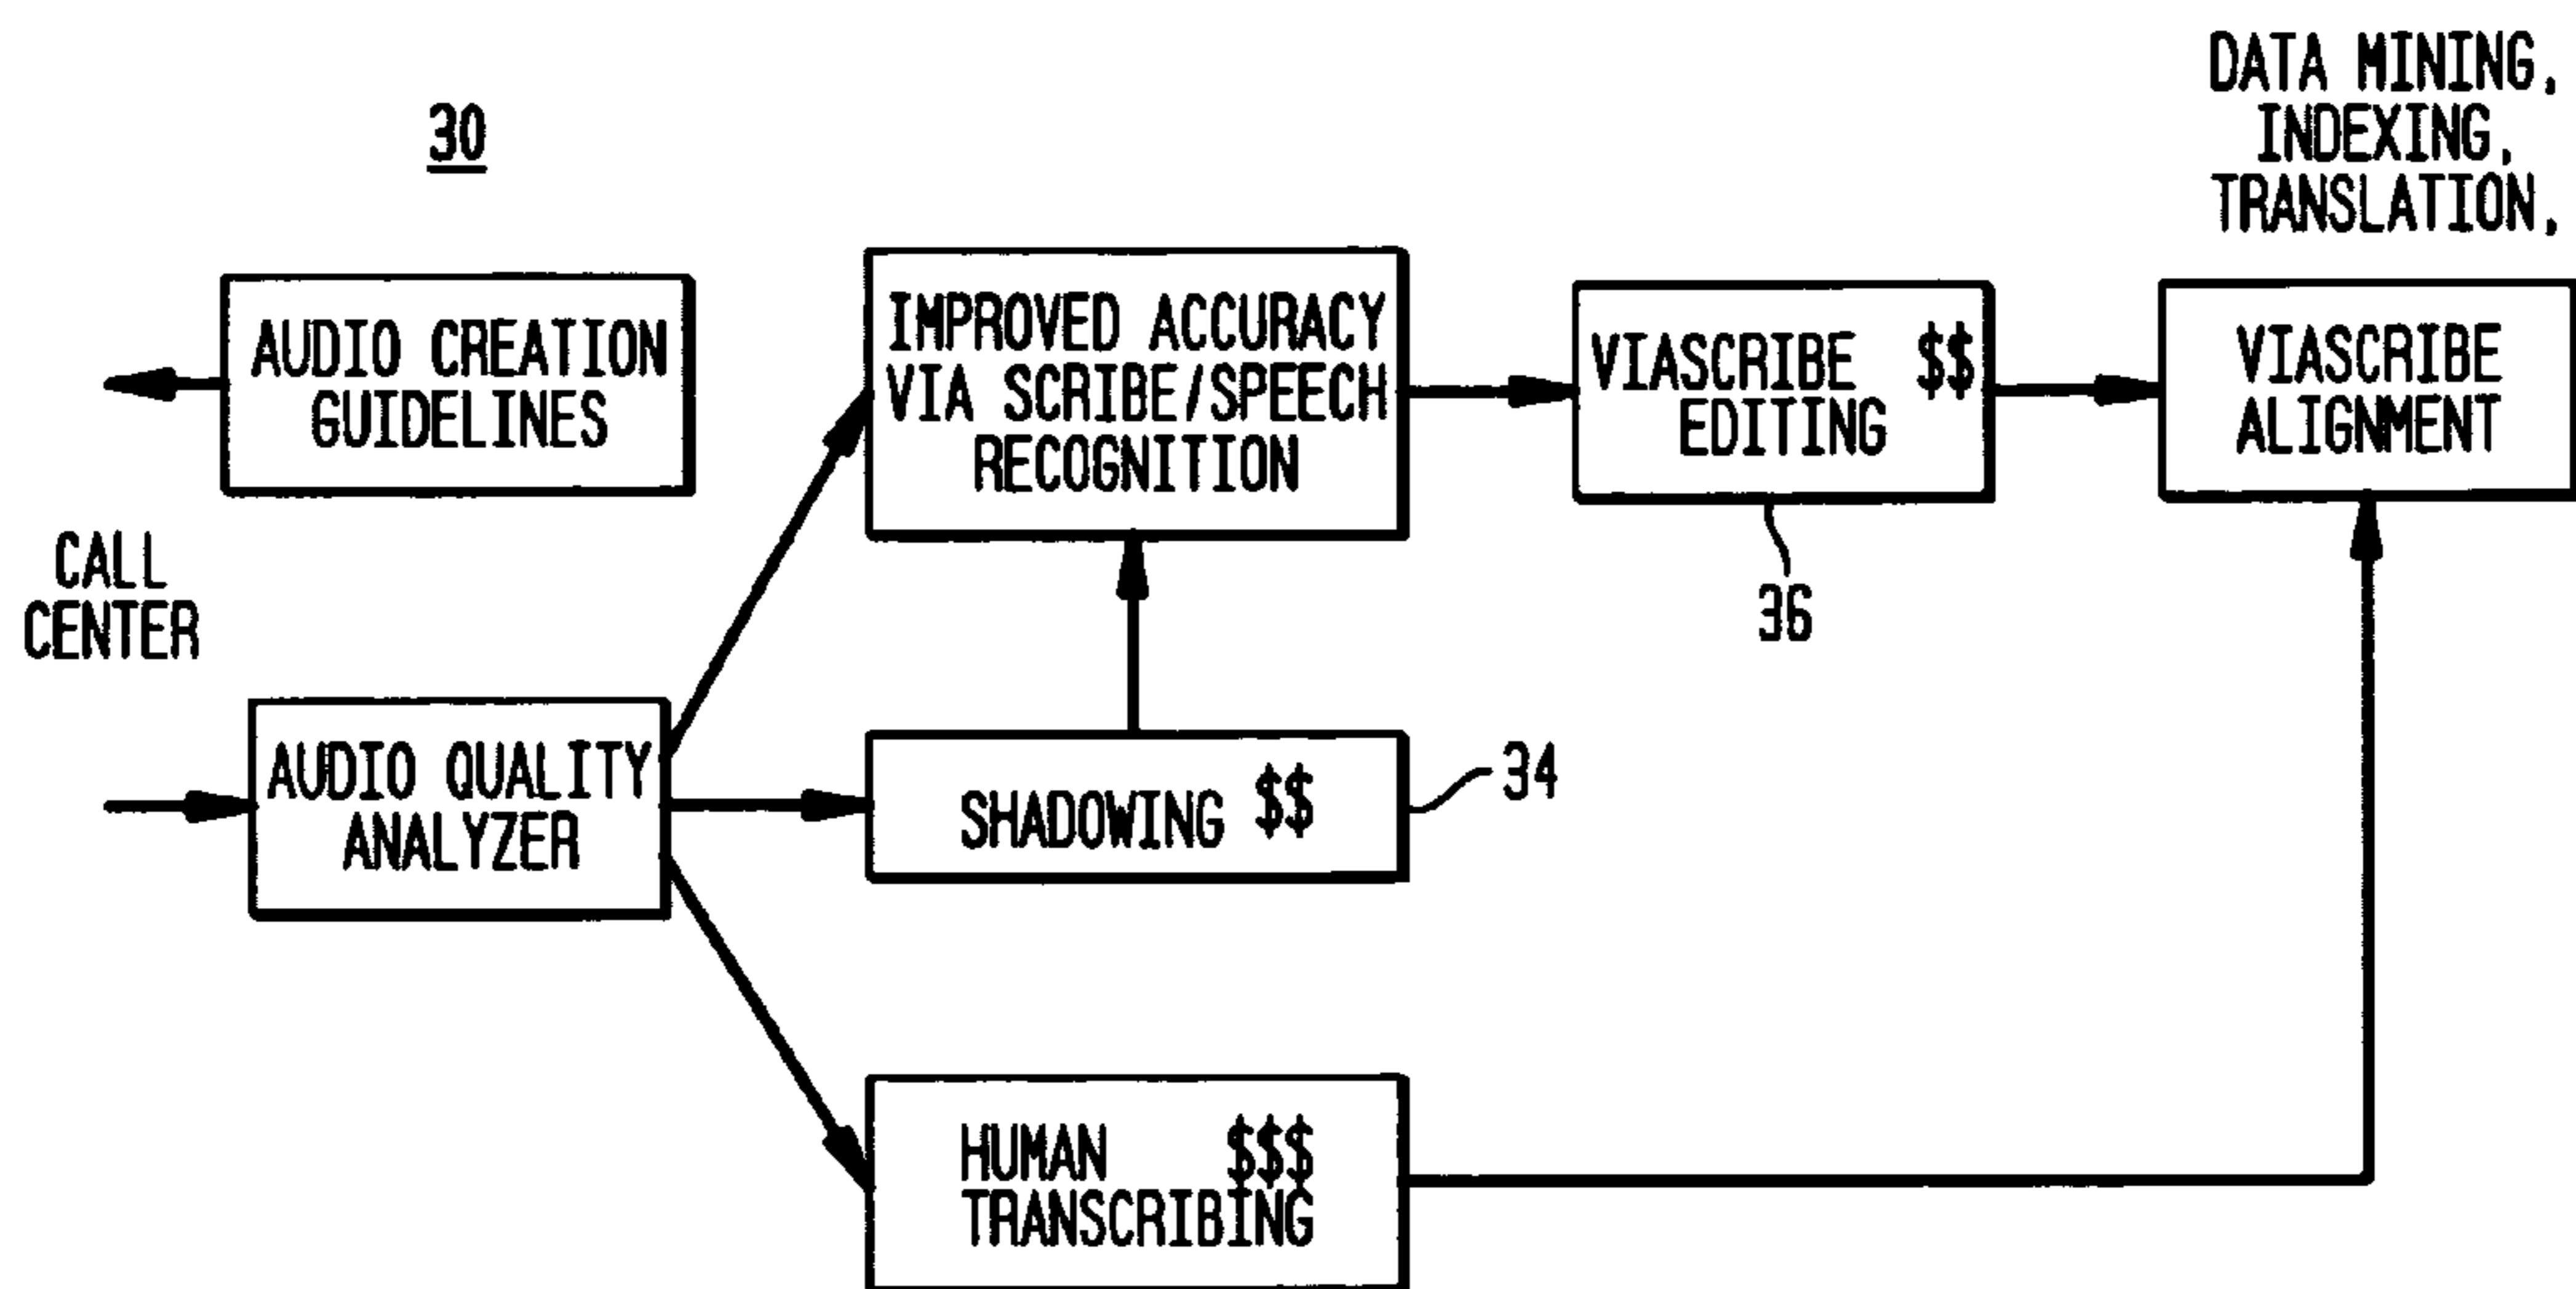 30
DATA MINING,
INDEXING,
TRANSLATION,
AUDIO CREATION
GUIDELINES
IMPROVED ACCURACY
VIA SCRIBE/SPEECH
RECOGNITION
VIASCRIBE $$
EDITING
36
VIASCRIBE
ALIGNMENT
CALL
CENTER
AUDIO QUALITY
ANALYZER
SHADOWING $$
34
HUMAN $$$
TRANSCRIBING